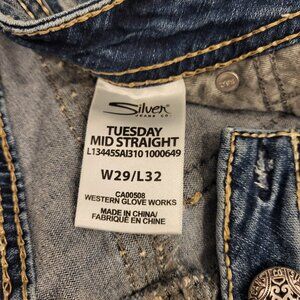 Silver
JEANS CO.
TUESDAY
MID STRAIGHT
L13445SAI310 1000649
W29/L32
CA00508
WESTERN GLOVE WORKS
MADE IN CHINA/
FABRIQUÉ EN CHINE